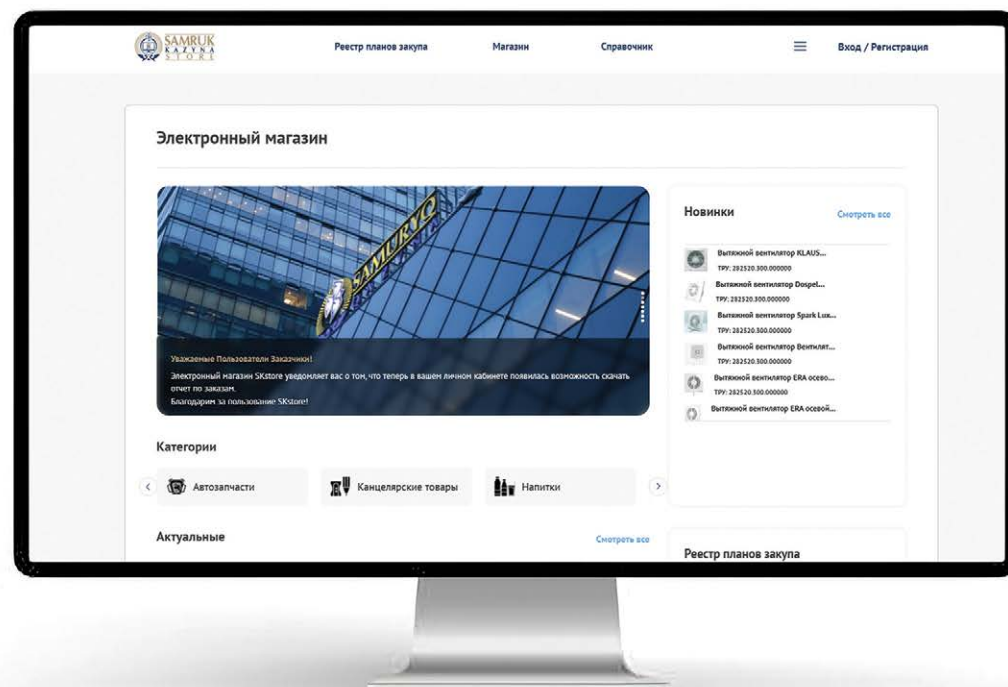 SAMRUK
KAZYNA
STORE
Реестр планов закупа
Магазин
Справочник
Вход / Регистрация
Электронный магазин
SAMURYQ
Уважаемые Пользователи Заказчики!
Электронный магазин SKstore уведомляет вас о том, что теперь в вашем личном кабинете появилась возможность скачать
отчет по заказам.
Благодарим за пользование SKstore!
Новинки
Смотреть все
Вытяжной вентилятор KLAUS...
ТРУ: 282520.300.000000
Вытяжной вентилятор Dospel...
ТРУ: 282520.300.000000
Вытяжной вентилятор Spark Lux...
ТРУ: 282520.300.000000
Вытяжной вентилятор Вентилят...
ТРУ: 282520.300.000000
Вытяжной вентилятор ERA осево...
ТРУ: 282520.300.000000
Вытяжной вентилятор ERA осевой...
Категории
Автозапчасти
Канцелярские товары
Напитки
Актуальные
Смотреть все
Реестр планов закупа